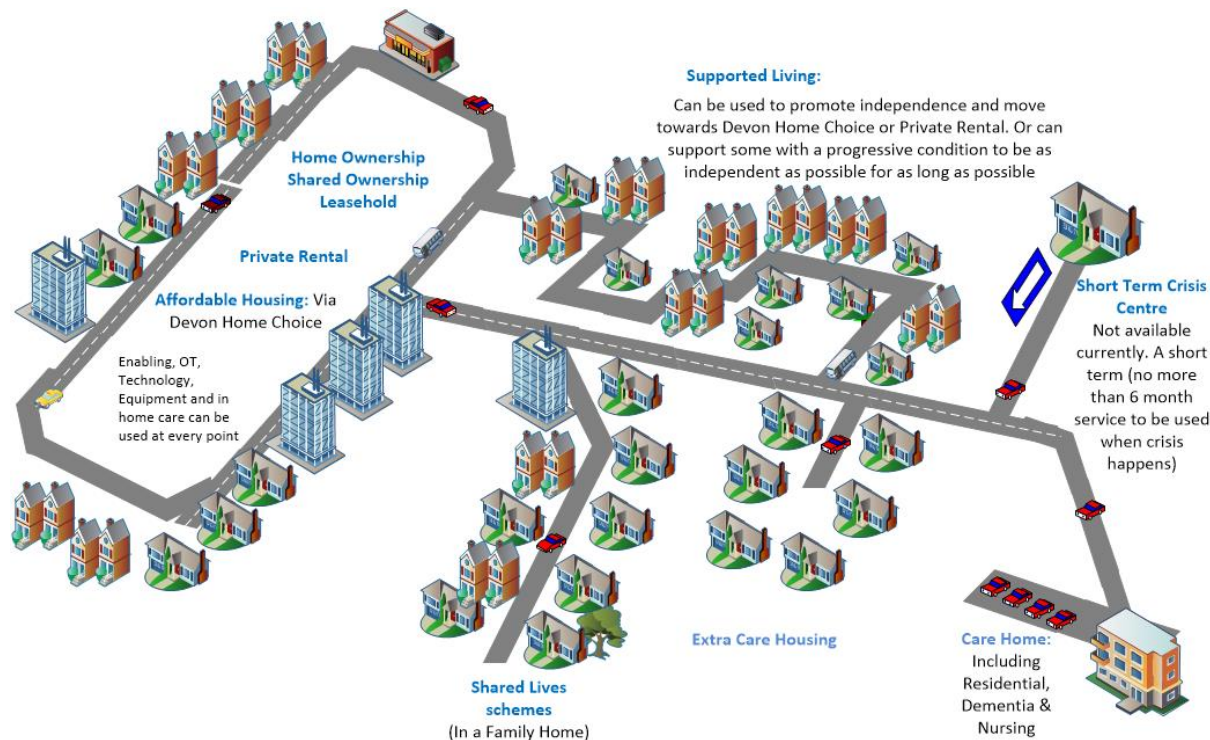 Supported Living:
Can be used to promote independence and move
towards Devon Home Choice or Private Rental. Or can
support some with a progressive condition to be as
independent as possible for as long as possible
Home Ownership
Shared Ownership
Leasehold
Private Rental
Affordable Housing: Via
Devon Home Choice
Enabling, OT,
Technology,
Equipment and in
home care can be
used at every point
Short Term Crisis
Centre
Not available
currently. A short
term (no more
than 6 month
service to be used
when crisis
happens)
Extra Care Housing
Care Home:
Including
Residential,
Dementia &
Nursing
Shared Lives
schemes
(In a Family Home)